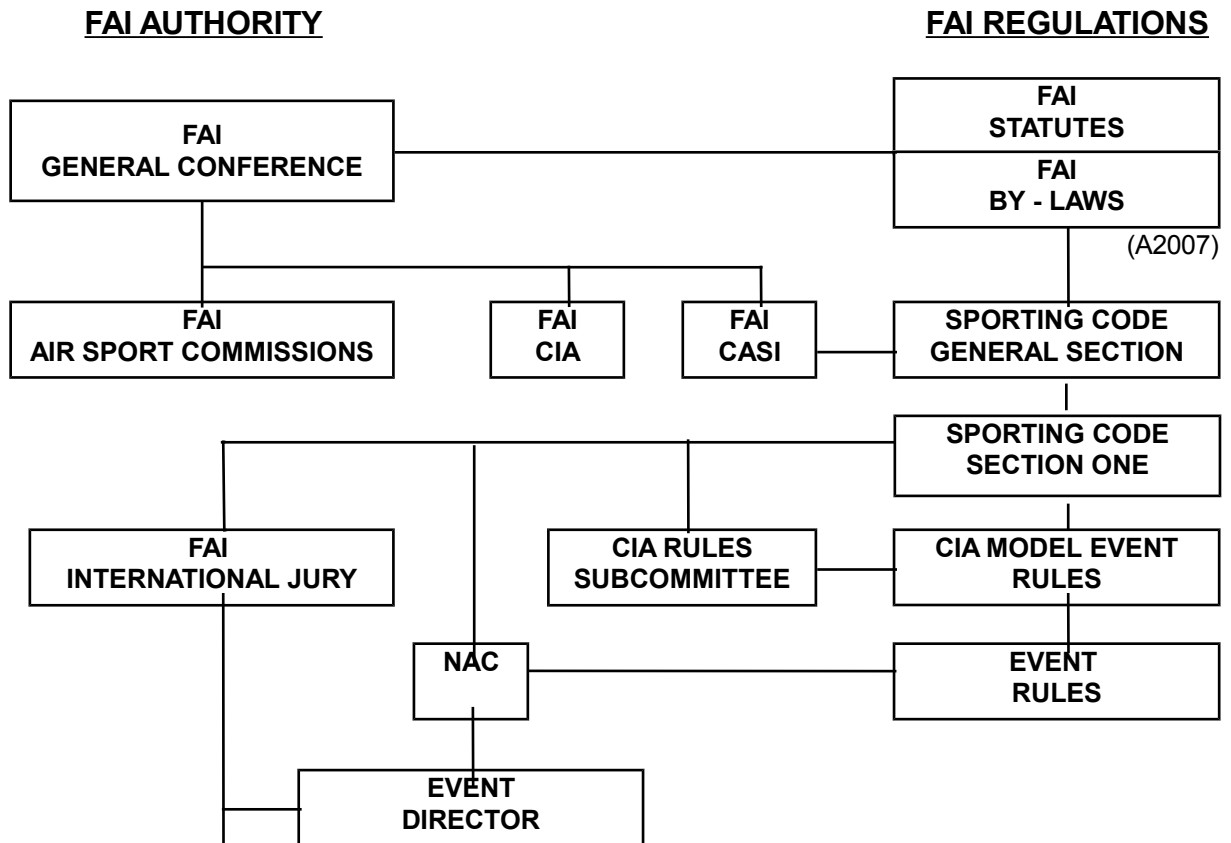 FAI AUTHORITY
FAI REGULATIONS
FAI
GENERAL CONFERENCE
FAI
STATUTES
FAI
BY - LAWS
(A2007)
FAI
AIR SPORT COMMISSIONS
FAI
CIA
FAI
CASI
SPORTING CODE
GENERAL SECTION
SPORTING CODE
SECTION ONE
FAI
INTERNATIONAL JURY
CIA RULES
SUBCOMMITTEE
CIA MODEL EVENT
RULES
NAC
EVENT
RULES
EVENT
DIRECTOR